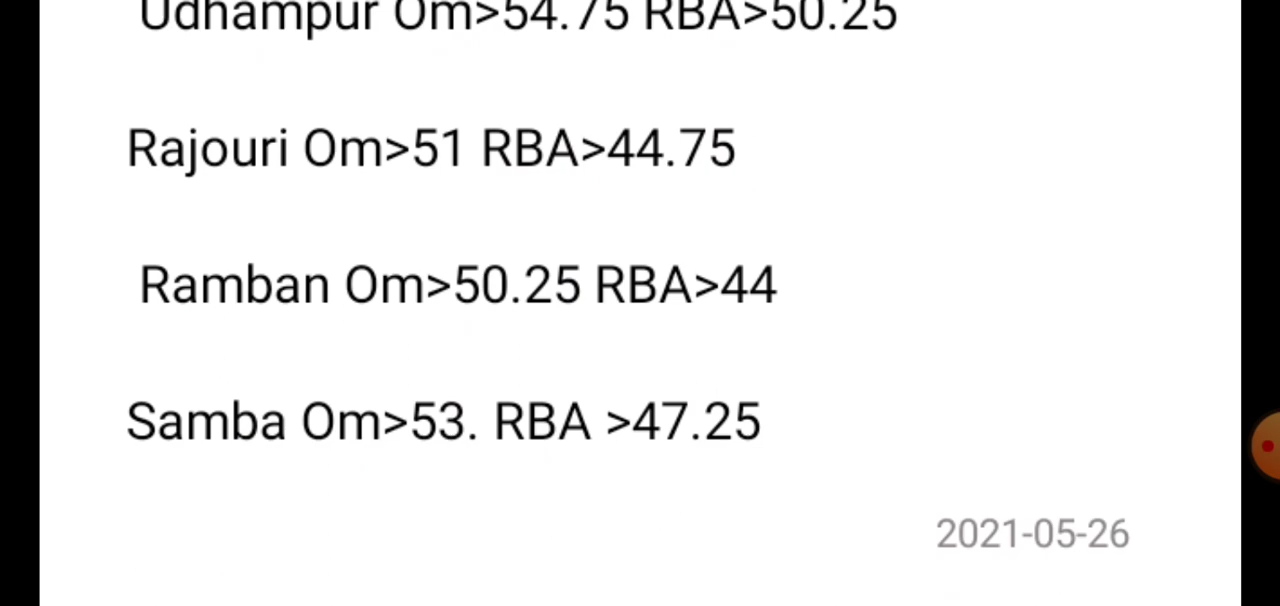 Udhampur Om>54.75 RBA>50.25
Rajouri Om>51 RBA>44.75
Ramban Om>50.25 RBA>44
Samba Om>53. RBA >47.25
2021-05-26